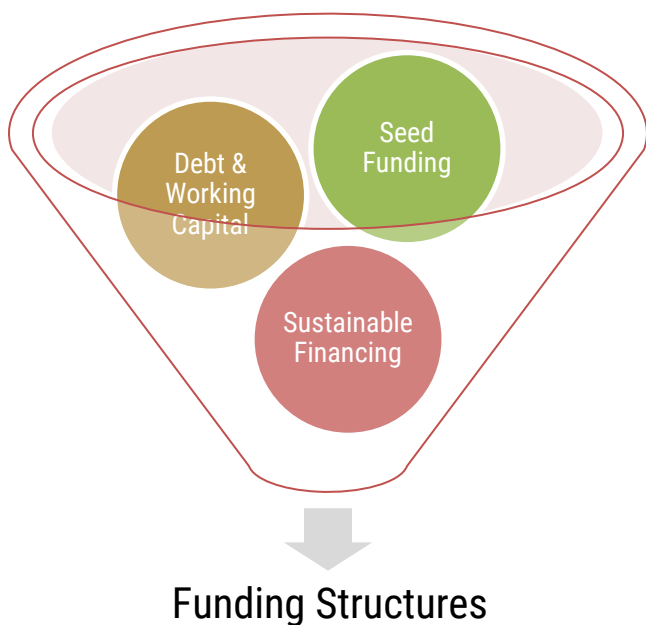 Seed
Funding
Debt &
Working
Capital
Sustainable
Financing
Funding Structures